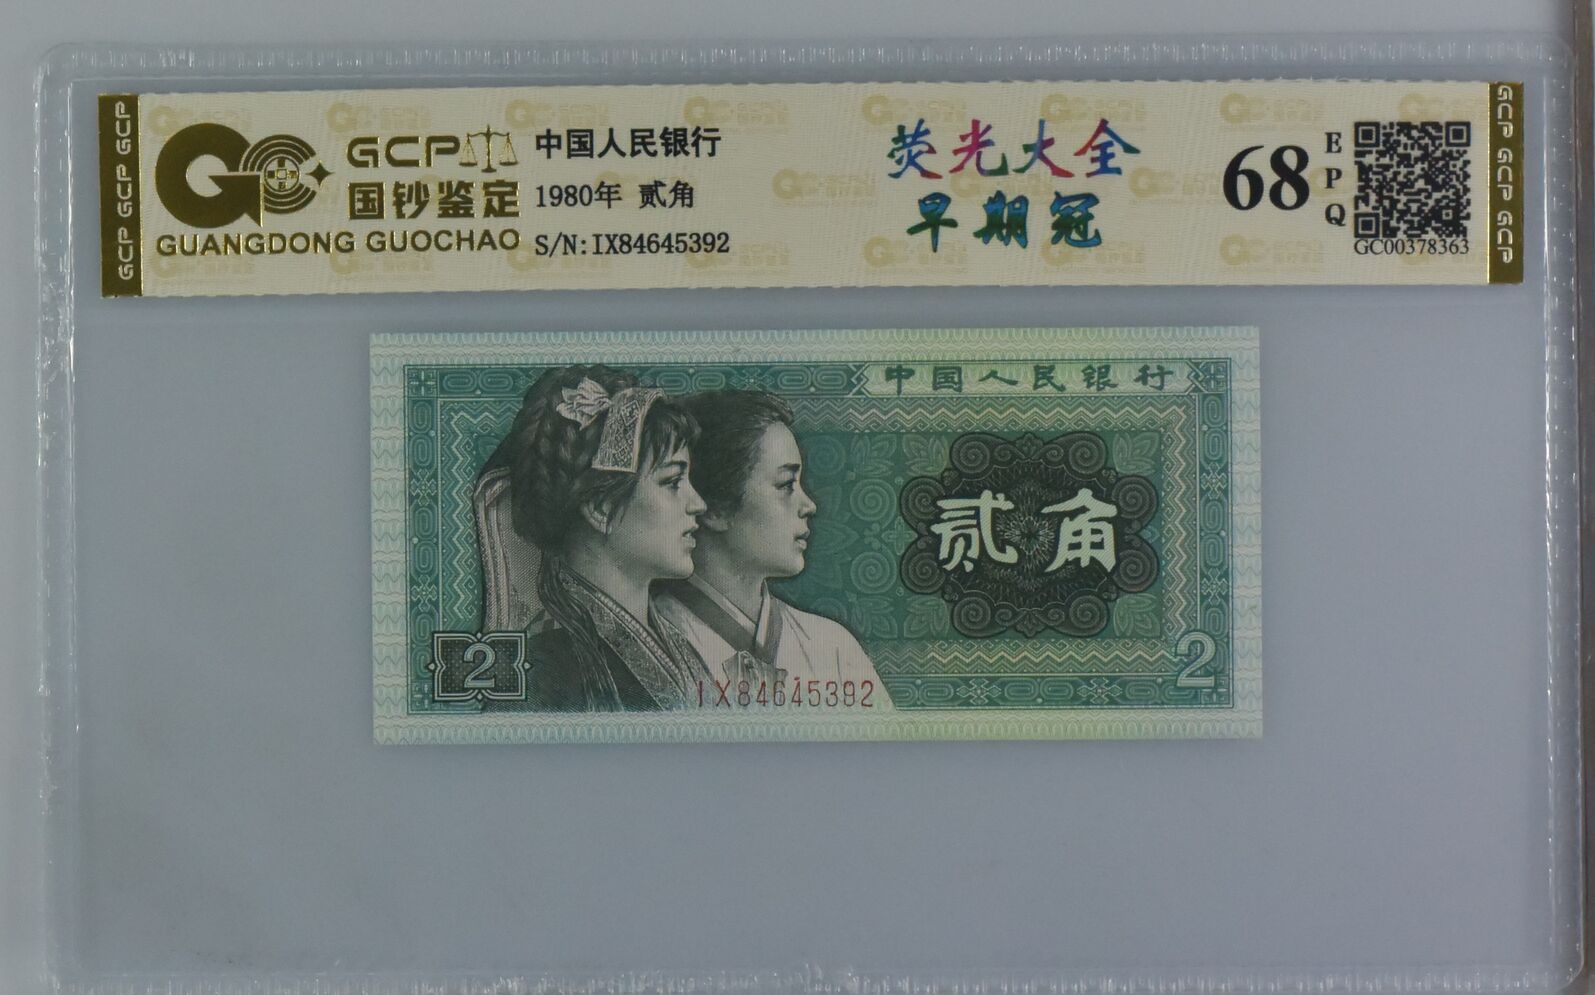 GCP GCP GCP
GC
GCP
国钞鉴定
GUANGDONG GUOCHAO
中国人民银行
1980年 贰角
S/N:IX84645392
荧光大全
早期冠
68
EPQ
GC00378363
GCP GCP GCP
中国人民银行
贰角
2
IX84645392
2